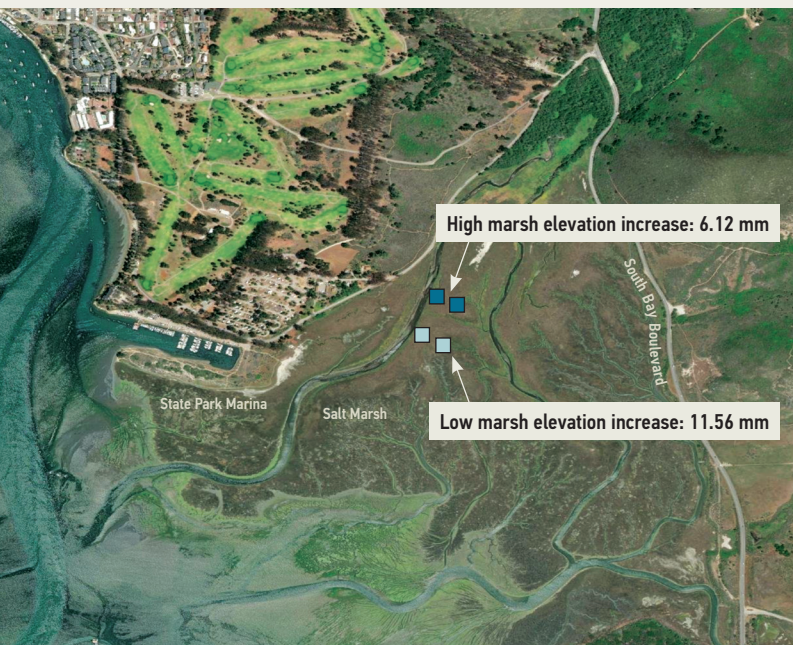 High marsh elevation increase: 6.12 mm
South Bay Boulevard
State Park Marina
Salt Marsh
Low marsh elevation increase: 11.56 mm